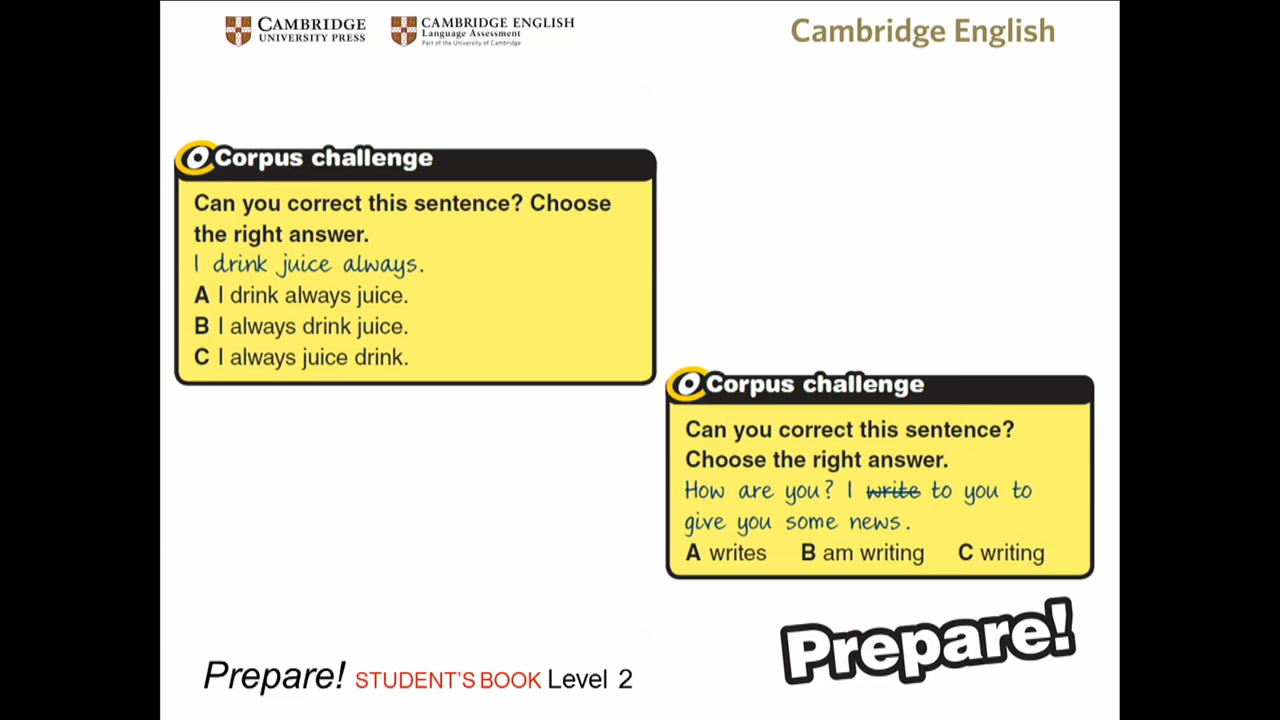 CAMBRIDGE
UNIVERSITY PRESS
CAMBRIDGE ENGLISH
Language Assessment
Part of the University of Cambridge
Cambridge English
Corpus challenge
Can you correct this sentence? Choose
the right answer.
I drink juice always.
A I drink always juice.
B I always drink juice.
C I always juice drink.
Corpus challenge
Can you correct this sentence?
Choose the right answer.
How are you? I write to you to
give you some news.
A writes B am writing C writing
Prepare!
Prepare! STUDENT'S BOOK Level 2